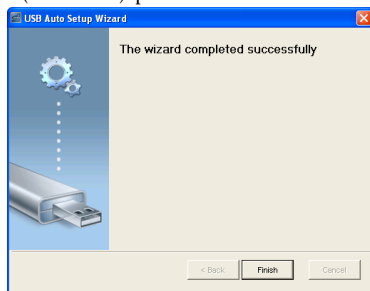 USB Auto Setup Wizard
The wizard completed successfully
< Back
Finish
Cancel